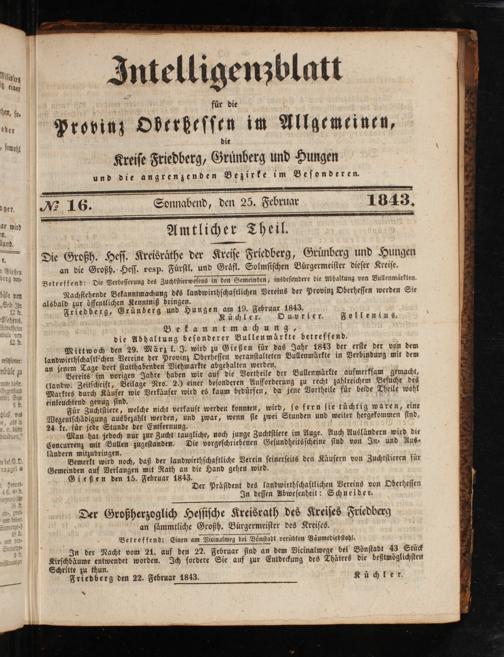 Intelligenzblatt
für die
Provinz Oberhessen im Allgemeinen,
die
Kreise Friedberg, Grünberg und Hungen
und die angrenzenden Bezirke im Besonderen.
№ 16. Sonnabend, den 25. Februar 1843.
Amtlicher Theil.
Die Großh. Hess. Kreisräthe der Kreise Friedberg, Grünberg und Hungen
an die Großh. Hess. resp. Fürstl. und Gräfl. Solmsischen Bürgermeister dieser Kreise.
Betreffend: Die Verbesserung des Zuchtstierwesens in den Gemeinden, insbesondere die Abhaltung von Bullenmärkten.
Nachstehende Bekanntmachung des landwirthschaftlichen Vereins der Provinz Oberhessen werden Sie
alsbald zur öffentlichen Kenntniß bringen.
Friedberg, Grünberg und Hungen am 19. Februar 1843.
Küchler. Ouvrier. Follenius.
Bekanntmachung,
die Abhaltung besonderer Bullenmärkte betreffend.
Mittwoch den 29. März l. J. wird zu Gießen für das Jahr 1843 der erste der von dem
landwirthschaftlichen Vereine der Provinz Oberhessen veranstalteten Bullenmärkte in Verbindung mit dem
an jenem Tage dort statthabenden Viehmarkte abgehalten werden.
Bereits im vorigen Jahre haben wir auf die Vortheile der Bullenmärkte aufmerksam gemacht,
(landw. Zeitschrift, Beilage Nro. 2.) einer besonderen Aufforderung zu recht zahlreichem Besuche des
Marktes durch Käufer wie Verkäufer wird es kaum bedürfen, da jene Vortheile für beide Theile wohl
einleuchtend genug sind.
Für Zuchtstiere, welche nicht verkauft werden konnten, wird, sofern sie tüchtig waren, eine
Wegentschädigung ausbezahlt werden, und zwar, wenn sie zwei Stunden und weiter hergekommen sind,
24 kr. für jede Stunde der Entfernung.
Man hat jedoch nur zur Zucht taugliche, noch junge Zuchtstiere im Auge. Auch Ausländern wird die
Concurrenz mit Bullen zugestanden. Die vorgeschriebenen Gesundheitsscheine sind von In- und Aus-
ländern mitzubringen.
Bemerkt wird noch, daß der landwirthschaftliche Verein seinerseits den Käufern von Zuchtstieren für
Gemeinden auf Verlangen mit Rath an die Hand gehen wird.
Gießen den 15. Februar 1843.
Der Präsident des landwirthschaftlichen Vereins von Oberhessen
In dessen Abwesenheit: Schneider.
Der Großherzoglich Hessische Kreisrath des Kreises Friedberg
an sämmtliche Großh. Bürgermeister des Kreises.
Betreffend: Einen am Vicinalweg bei Bönstadt verübten Bäumediebstahl.
In der Nacht vom 21. auf den 22. Februar sind an dem Vicinalwege bei Bönstadt 43 Stück
Kirschbäume entwendet worden. Ich fordere Sie auf zur Entdeckung des Thäters die bestmöglichsten
Schritte zu thun.
Friedberg den 22. Februar 1843. Küchler.